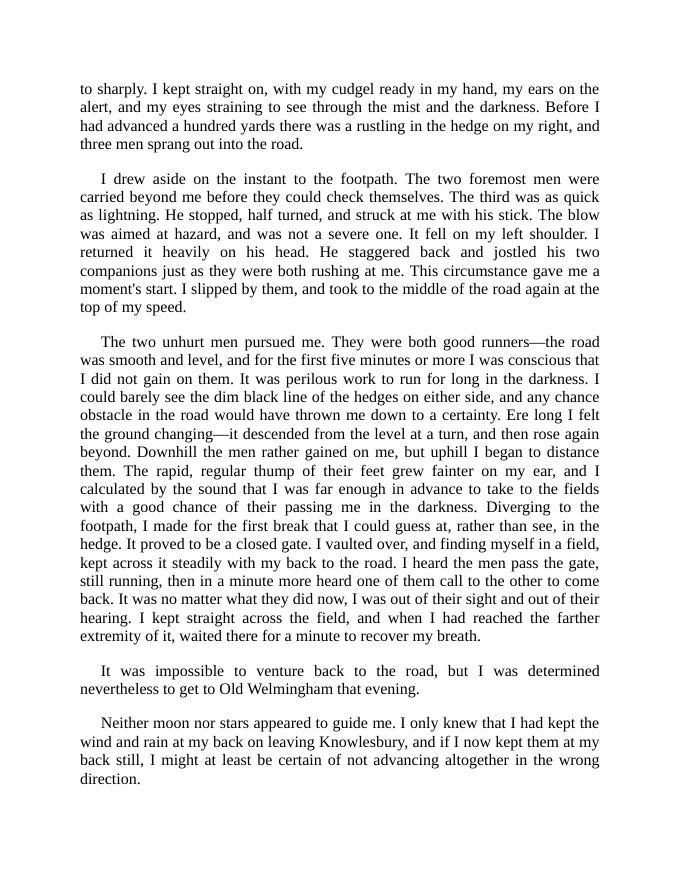 to sharply. I kept straight on, with my cudgel ready in my hand, my ears on the
alert, and my eyes straining to see through the mist and the darkness. Before I
had advanced a hundred yards there was a rustling in the hedge on my right, and
three men sprang out into the road.
I drew aside on the instant to the footpath. The two foremost men were
carried beyond me before they could check themselves. The third was as quick
as lightning. He stopped, half turned, and struck at me with his stick. The blow
was aimed at hazard, and was not a severe one. It fell on my left shoulder. I
returned it heavily on his head. He staggered back and jostled his two
companions just as they were both rushing at me. This circumstance gave me a
moment's start. I slipped by them, and took to the middle of the road again at the
top of my speed.
The two unhurt men pursued me. They were both good runners—the road
was smooth and level, and for the first five minutes or more I was conscious that
I did not gain on them. It was perilous work to run for long in the darkness. I
could barely see the dim black line of the hedges on either side, and any chance
obstacle in the road would have thrown me down to a certainty. Ere long I felt
the ground changing—it descended from the level at a turn, and then rose again
beyond. Downhill the men rather gained on me, but uphill I began to distance
them. The rapid, regular thump of their feet grew fainter on my ear, and I
calculated by the sound that I was far enough in advance to take to the fields
with a good chance of their passing me in the darkness. Diverging to the
footpath, I made for the first break that I could guess at, rather than see, in the
hedge. It proved to be a closed gate. I vaulted over, and finding myself in a field,
kept across it steadily with my back to the road. I heard the men pass the gate,
still running, then in a minute more heard one of them call to the other to come
back. It was no matter what they did now, I was out of their sight and out of their
hearing. I kept straight across the field, and when I had reached the farther
extremity of it, waited there for a minute to recover my breath.
It was impossible to venture back to the road, but I was determined
nevertheless to get to Old Welmingham that evening.
Neither moon nor stars appeared to guide me. I only knew that I had kept the
wind and rain at my back on leaving Knowlesbury, and if I now kept them at my
back still, I might at least be certain of not advancing altogether in the wrong
direction.